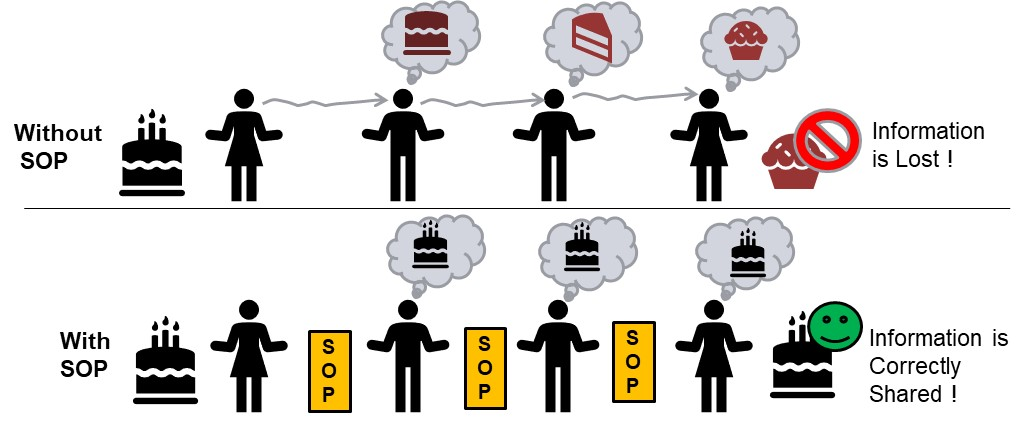 Without
SOP
Information
is Lost !
With
SOP
S
O
P
S
O
P
S
O
P
Information is
Correctly
Shared !